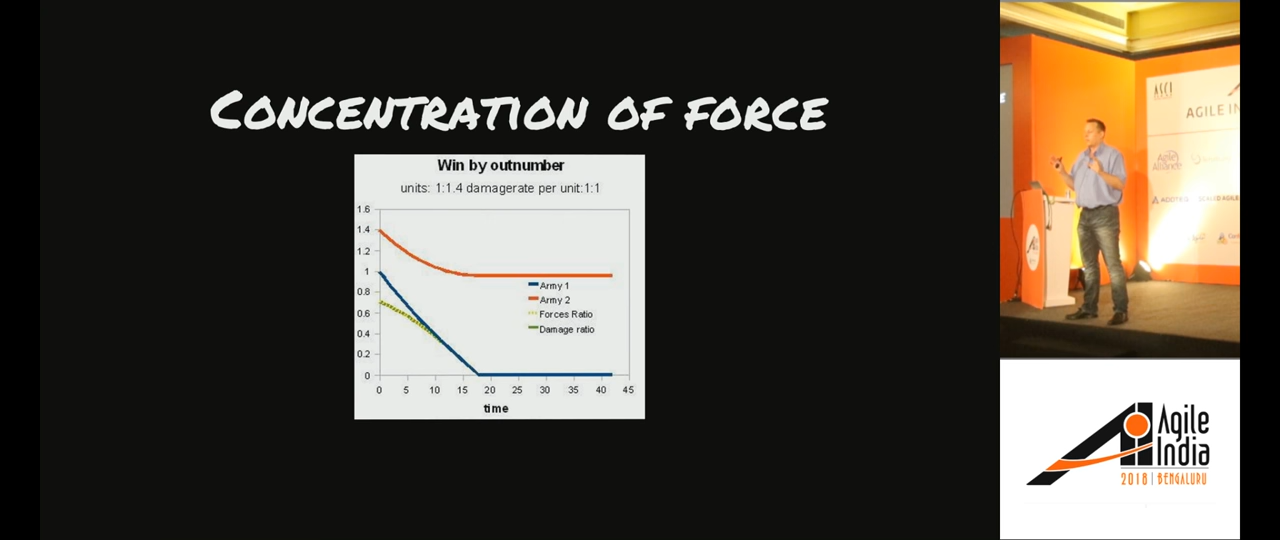 CONCENTRATION OF FORCE
Win by outnumber
units: 1:1.4 damagerate per unit:1:1
1.6
1.4
1.2
1
0.8
0.6
0.4
0.2
0
0 5 10 15 20 25 30 35 40 45
time
Army 1
Army 2
Forces Ratio
Damage ratio
ASCI
AGILE IN
Agile
Alliance
Agile
India
2018 | BENGALURU